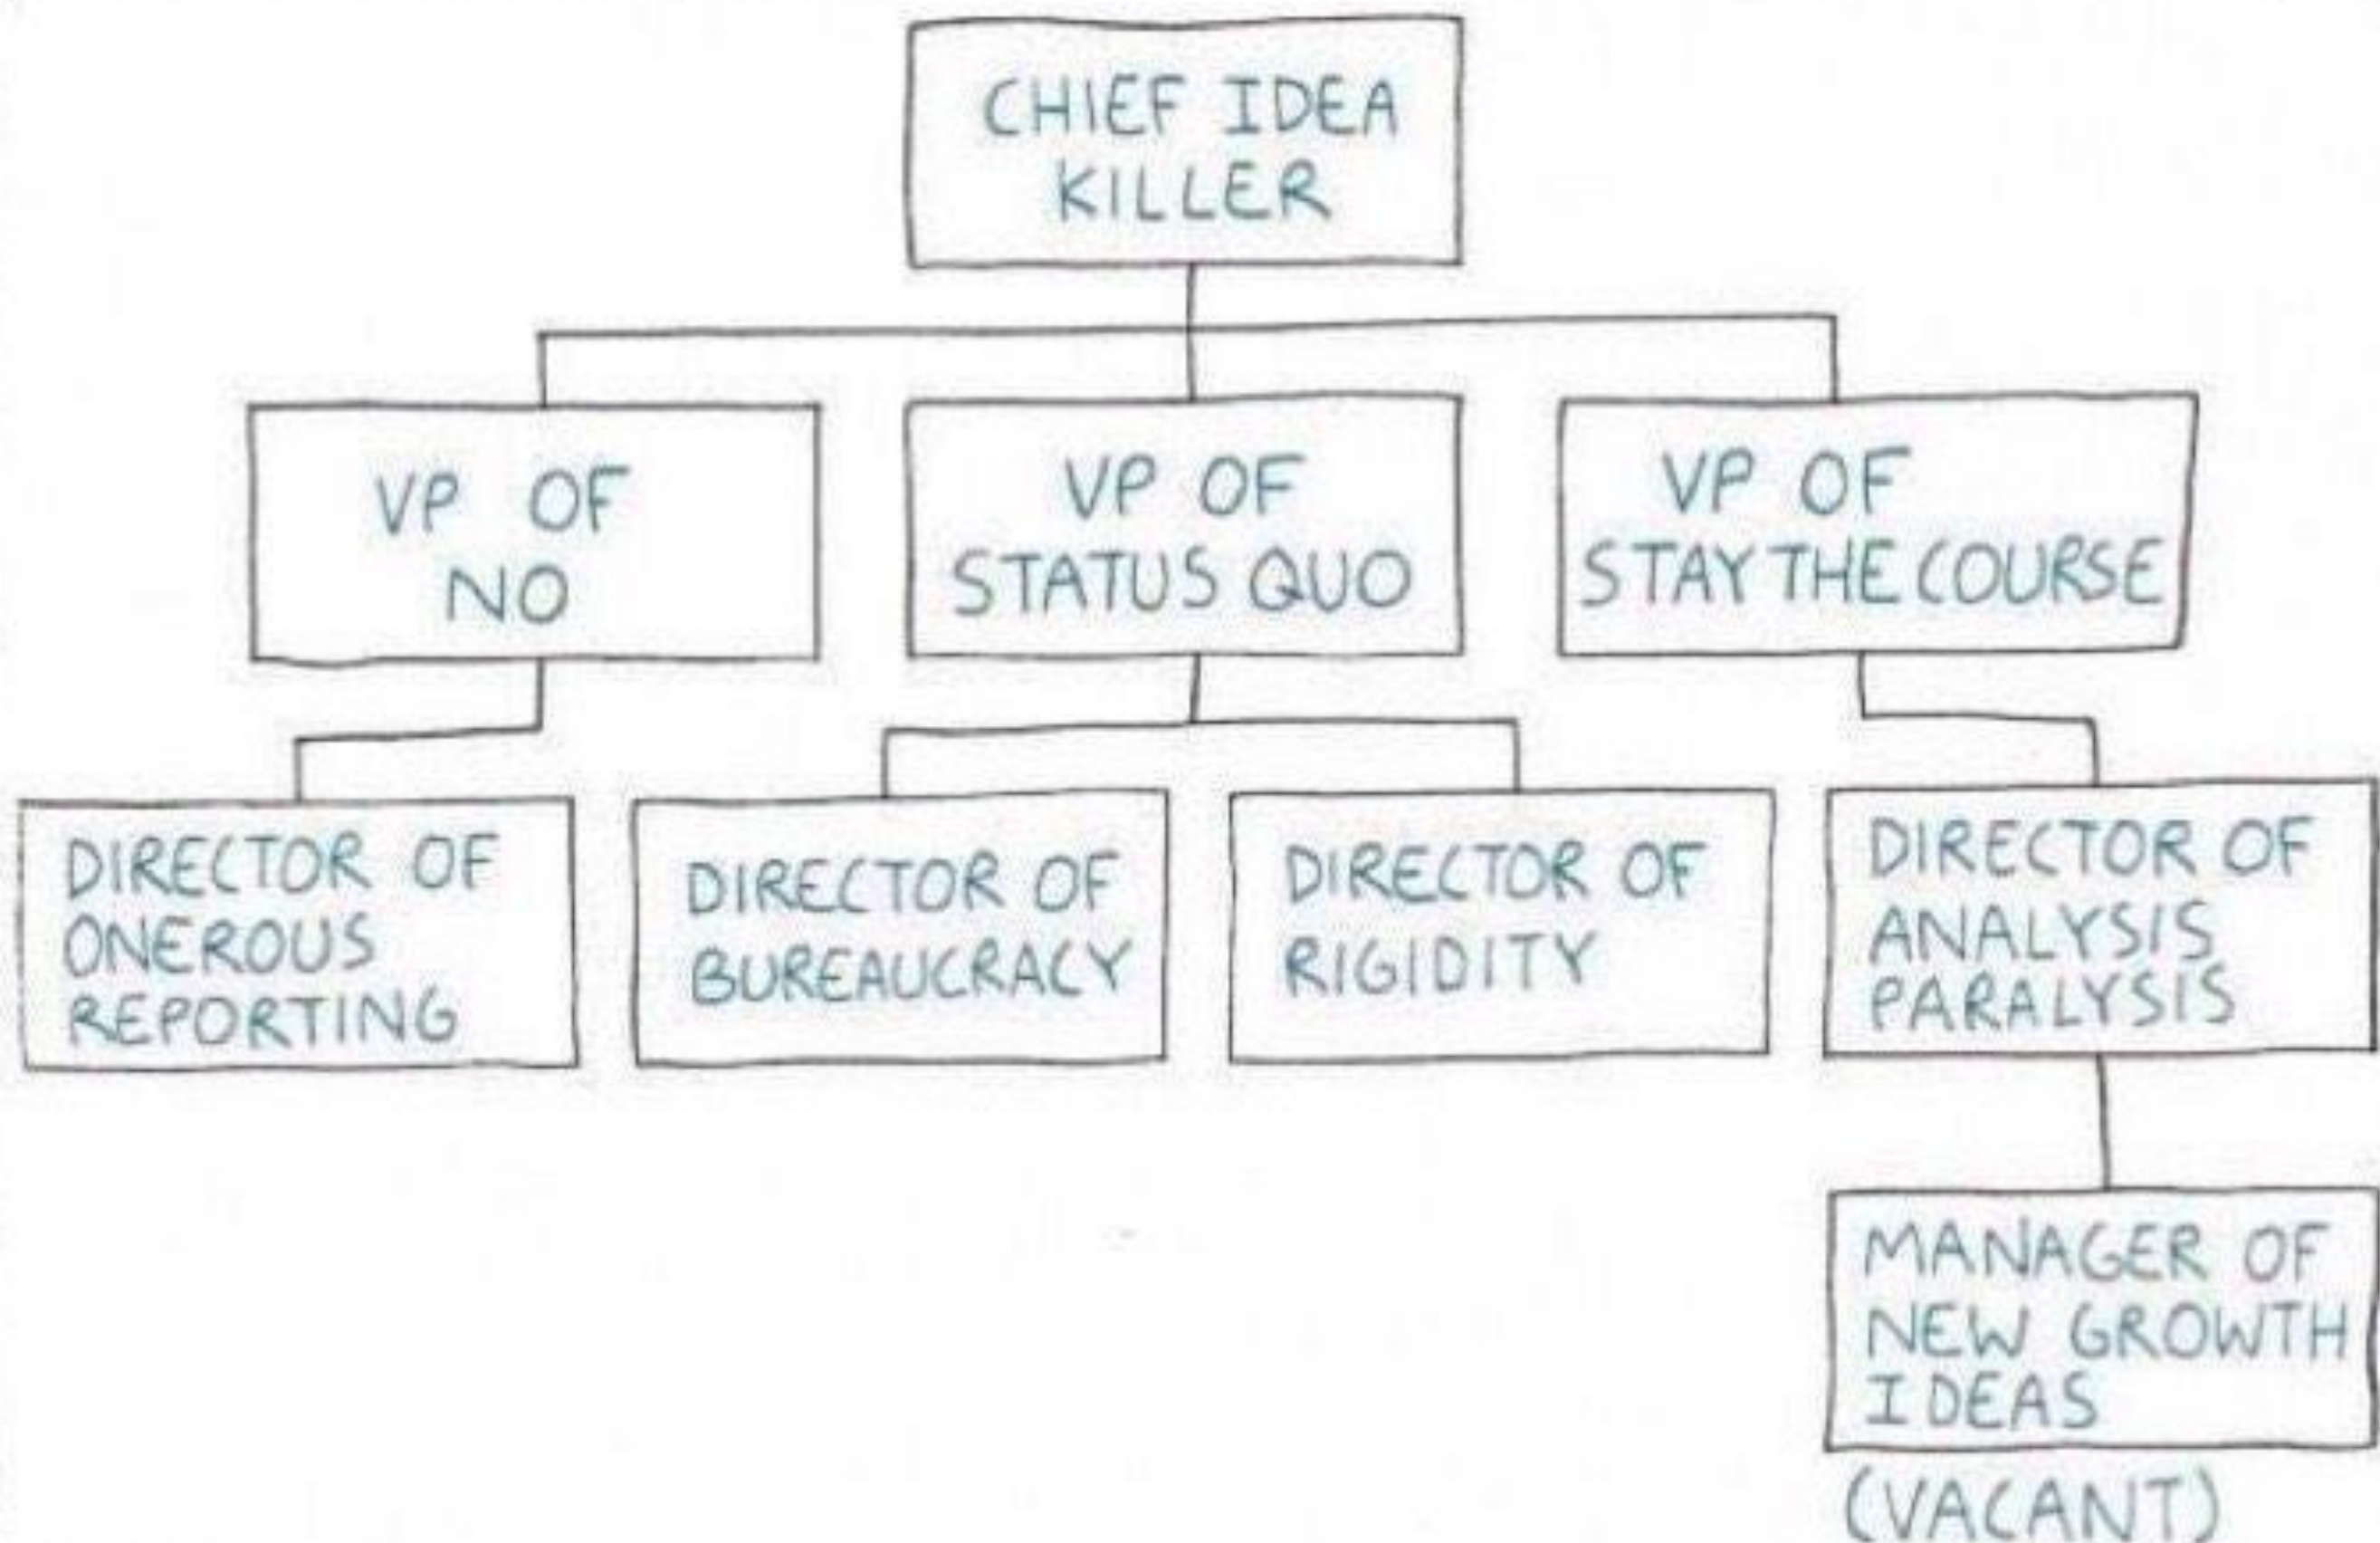 CHIEF IDEA
KILLER
VP OF
NO
VP OF
STATUS QUO
VP OF
STAY THE COURSE
DIRECTOR OF
ONEROUS
REPORTING
DIRECTOR OF
BUREAUCRACY
DIRECTOR OF
RIGIDITY
DIRECTOR OF
ANALYSIS
PARALYSIS
MANAGER OF
NEW GROWTH
IDEAS
(VACANT)